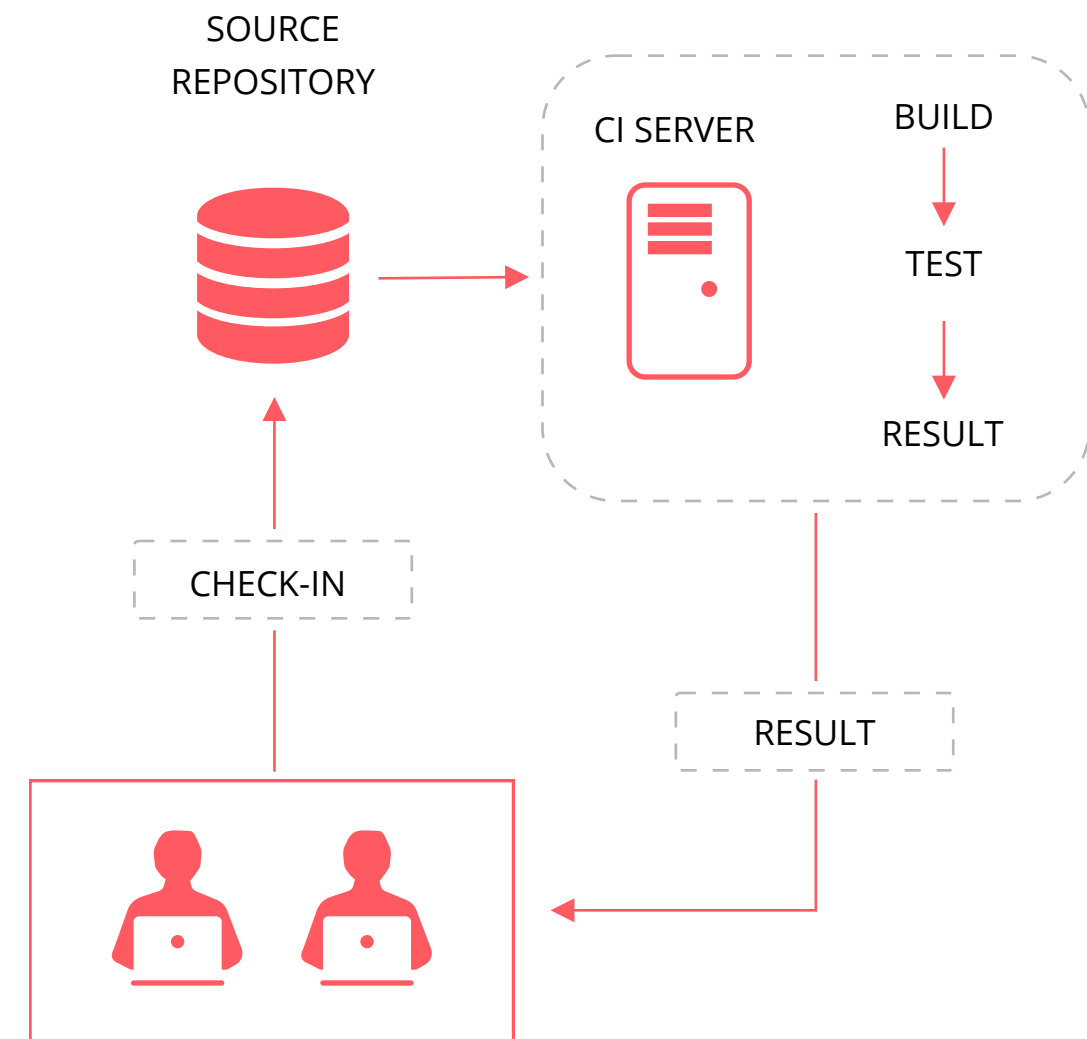 SOURCE
REPOSITORY
CI SERVER
BUILD
TEST
RESULT
CHECK-IN
RESULT